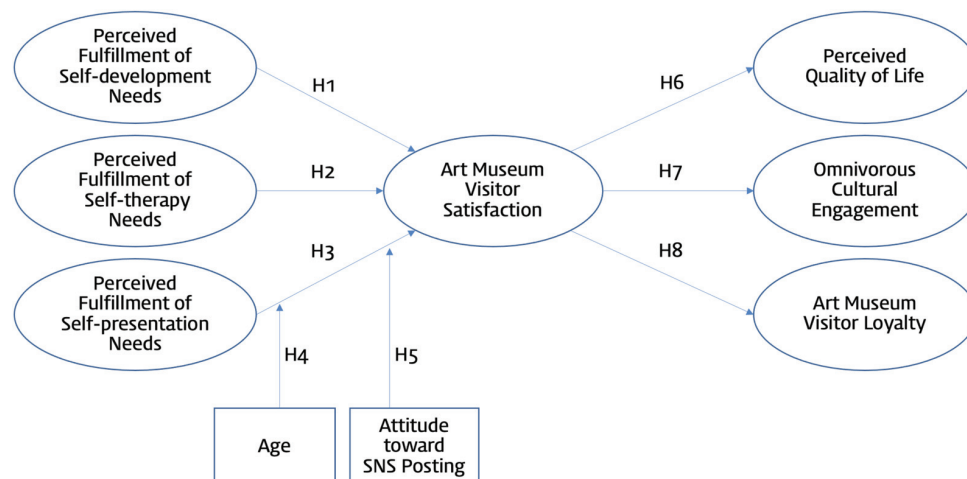 Perceived
Fulfillment of
Self-development
Needs
H1
Perceived
Fulfillment of
Self-therapy
Needs
H2
Perceived
Fulfillment of
Self-presentation
Needs
H3
H4
H5
Age
Attitude
toward
SNS Posting
Art Museum
Visitor
Satisfaction
H6
Perceived
Quality of Life
H7
Omnivorous
Cultural
Engagement
H8
Art Museum
Visitor Loyalty